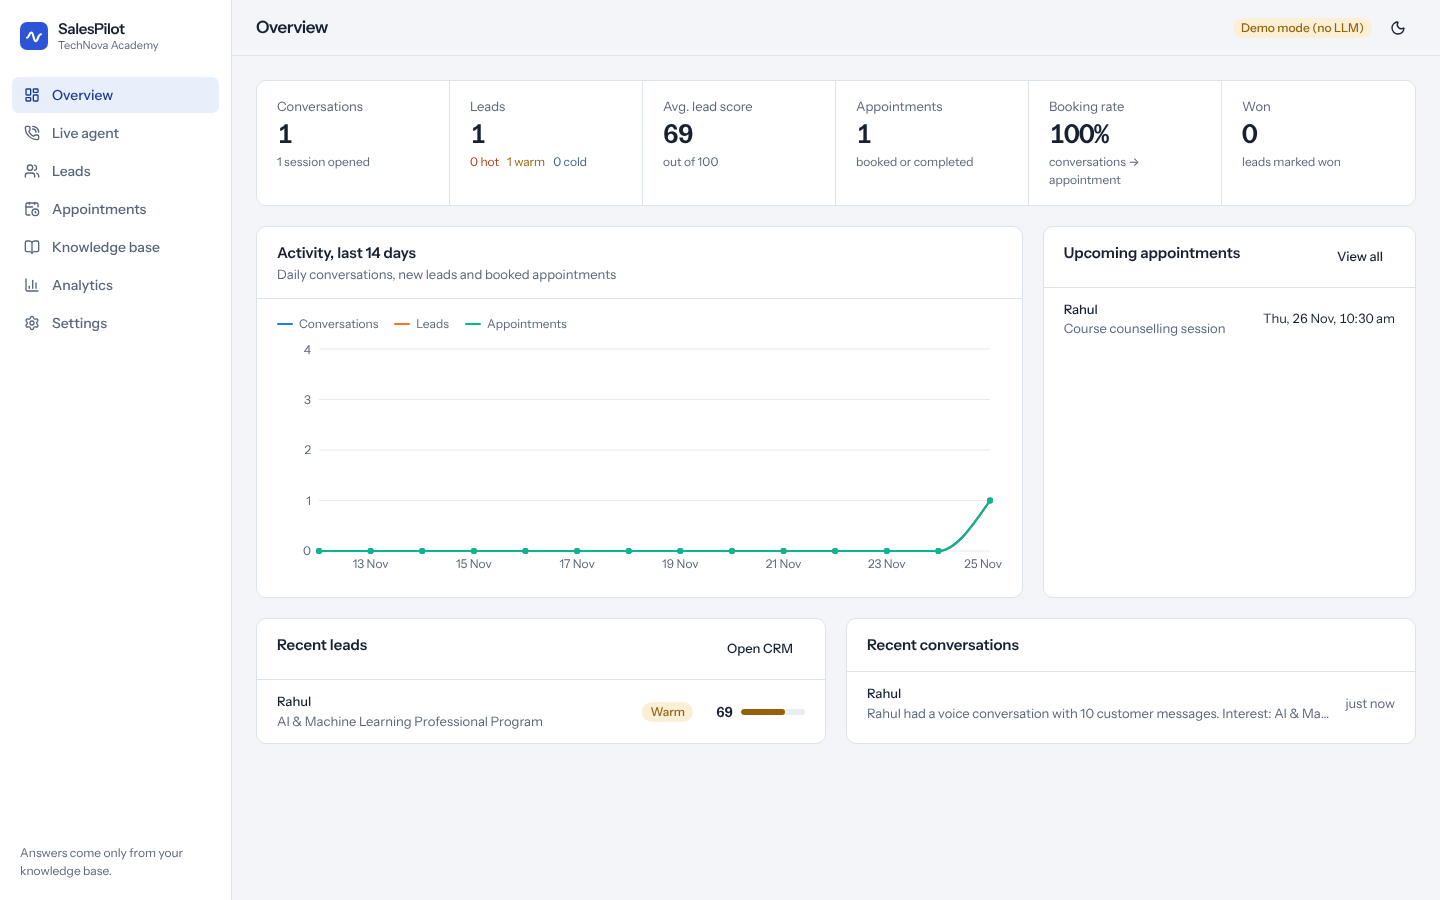 SalesPilot
TechNova Academy
Overview
Live agent
Leads
Appointments
Knowledge base
Analytics
Settings
Answers come only from your
knowledge base.
Overview
Demo mode (no LLM)
Conversations
1
1 session opened
Leads
1
0 hot 1 warm 0 cold
Avg. lead score
69
out of 100
Appointments
1
booked or completed
Booking rate
100%
conversations →
appointment
Won
0
leads marked won
Activity, last 14 days
Daily conversations, new leads and booked appointments
Conversations Leads Appointments
4
3
2
1
0
13 Nov 15 Nov 17 Nov 19 Nov 21 Nov 23 Nov 25 Nov
Upcoming appointments View all
Rahul
Course counselling session
Thu, 26 Nov, 10:30 am
Recent leads Open CRM
Rahul
AI & Machine Learning Professional Program
Warm 69
Recent conversations
Rahul
Rahul had a voice conversation with 10 customer messages. Interest: AI & Ma...
just now